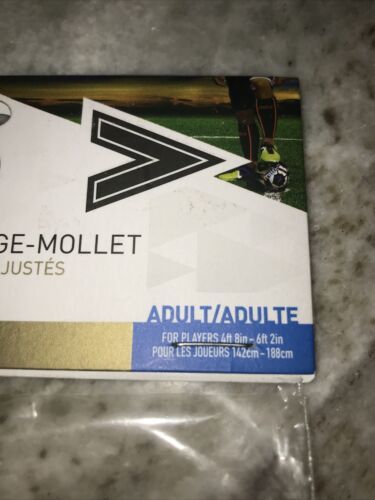 GE-MOLLET
JUSTÉS
ADULT/ADULTE
FOR PLAYERS 4ft 8in - 6ft 2in
POUR LES JOUEURS 142cm - 188cm